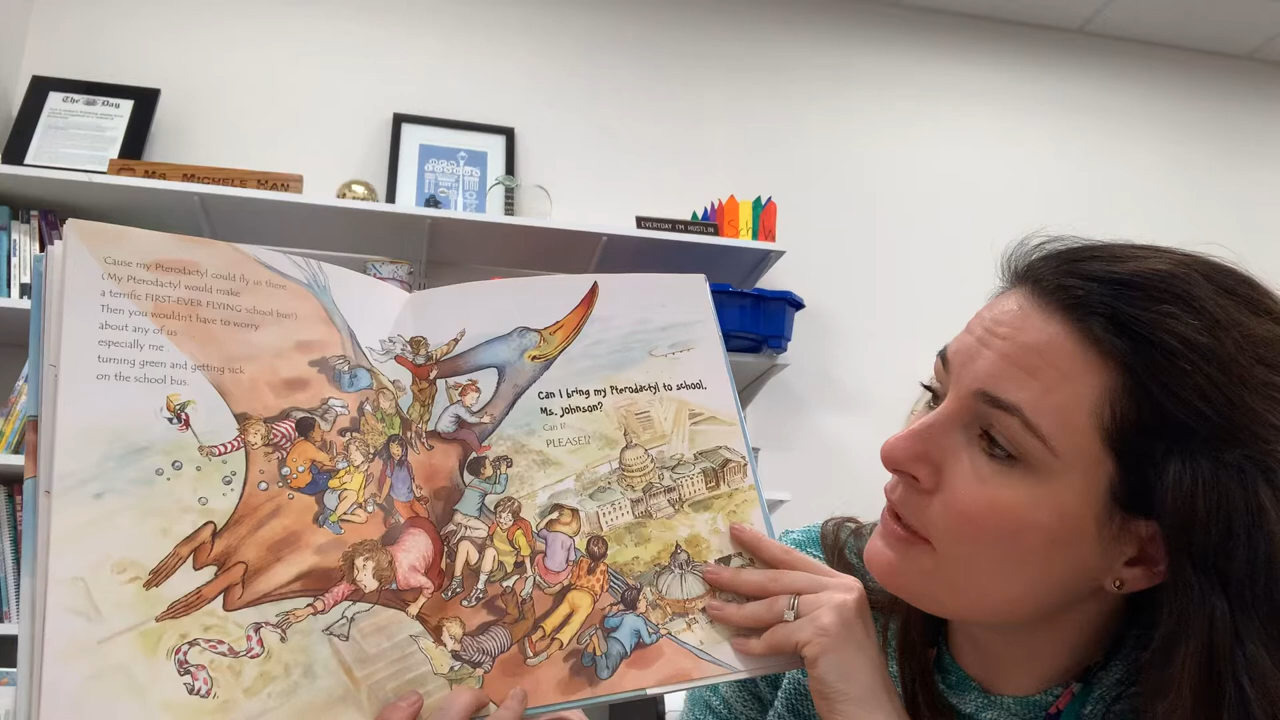 The Day
MS. MICHELE HAN
EVERYDAY I'M HUSTLIN
'Cause my Pterodactyl could fly us there.
(My Pterodactyl would make
a terrific FIRST-EVER FLYING school bus!)
Then you wouldn't have to worry
about any of us
especially me
turning green and getting sick
on the school bus.
Can I bring my Pterodactyl to school,
Ms. Johnson?
Can I?
PLEASE!?